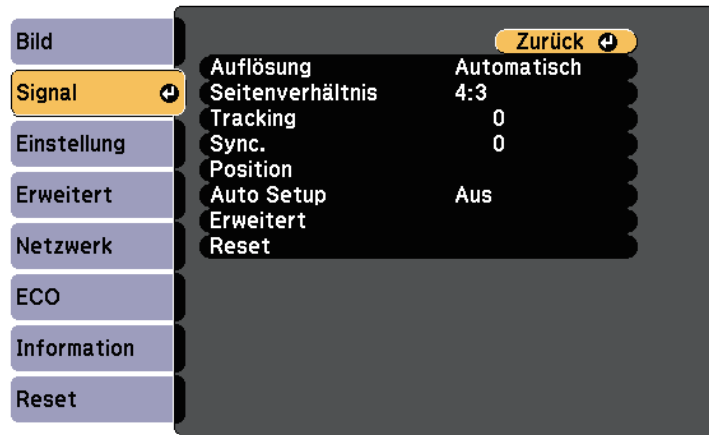 Bild
Signal
Einstellung
Erweitert
Netzwerk
ECO
Information
Reset
Zurück
Auflösung Automatisch
Seitenverhältnis 4:3
Tracking 0
Sync. 0
Position
Auto Setup Aus
Erweitert
Reset